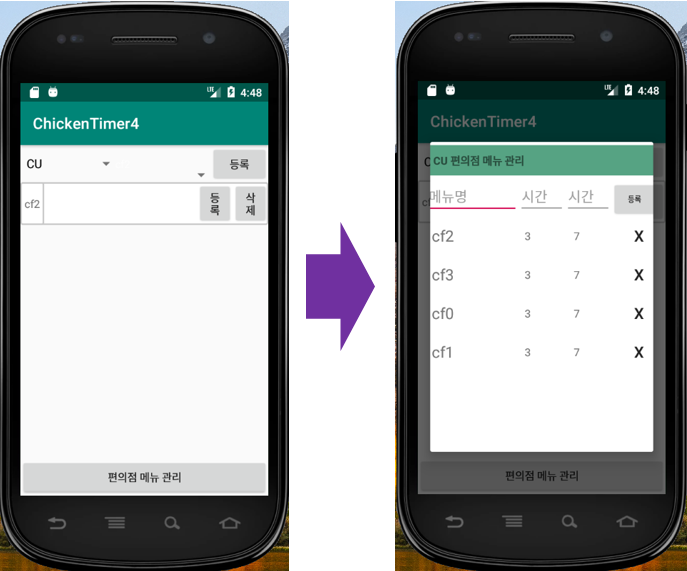 LTE 4:48
ChickenTimer4
CU
등록
cf2
등
록
삭
제
편의점 메뉴 관리
LTE 4:48
ChickenTimer4
CU 편의점 메뉴 관리
메뉴명 시간 시간 등록
cf2 3 7 X
cf3 3 7 X
cf0 3 7 X
cf1 3 7 X
편의점 메뉴 관리